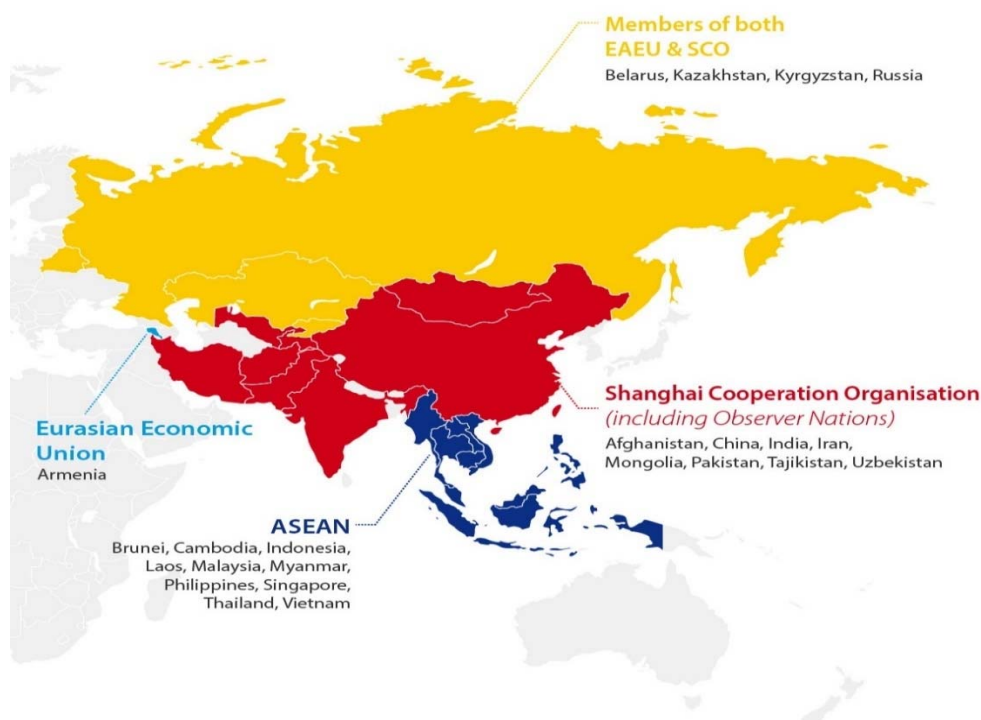 Members of both
EAEU & SCO
Belarus, Kazakhstan, Kyrgyzstan, Russia
Shanghai Cooperation Organisation
(including Observer Nations)
Afghanistan, China, India, Iran,
Mongolia, Pakistan, Tajikistan, Uzbekistan
Eurasian Economic
Union
Armenia
ASEAN
Brunei, Cambodia, Indonesia,
Laos, Malaysia, Myanmar,
Philippines, Singapore,
Thailand, Vietnam